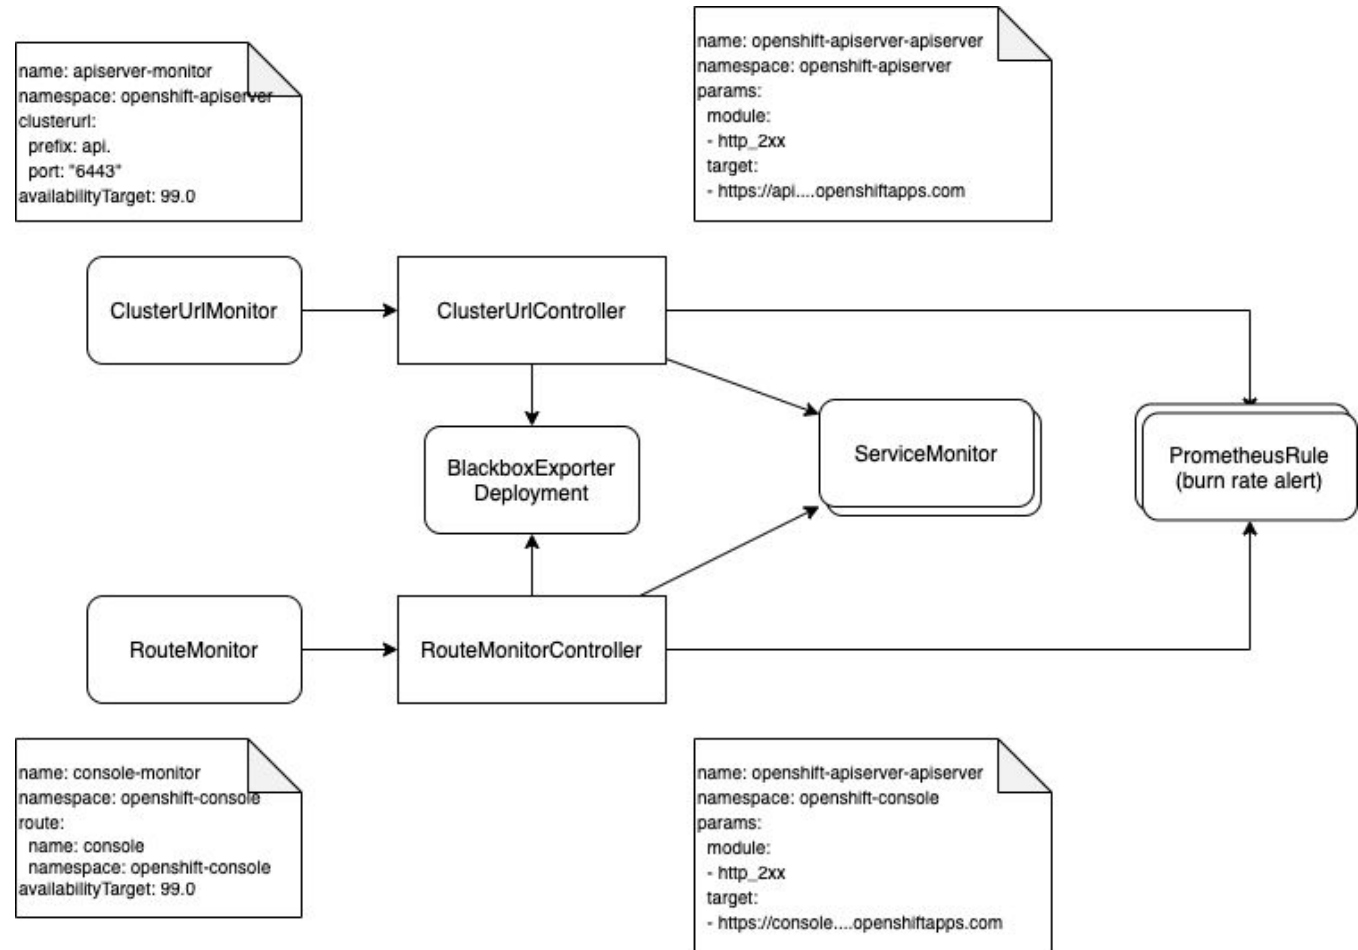 name: apiserver-monitor
namespace: openshift-apiserver
clusterurl:
prefix: api.
port: "6443"
availabilityTarget: 99.0
name: openshift-apiserver-apiserver
namespace: openshift-apiserver
params:
module:
- http_2xx
target:
- https://api....openshiftapps.com
ClusterUrlMonitor
ClusterUrlController
BlackboxExporter
Deployment
ServiceMonitor
PrometheusRule
(burn rate alert)
RouteMonitor
RouteMonitorController
name: console-monitor
namespace: openshift-console
route:
name: console
namespace: openshift-console
availabilityTarget: 99.0
name: openshift-apiserver-apiserver
namespace: openshift-console
params:
module:
- http_2xx
target:
- https://console....openshiftapps.com